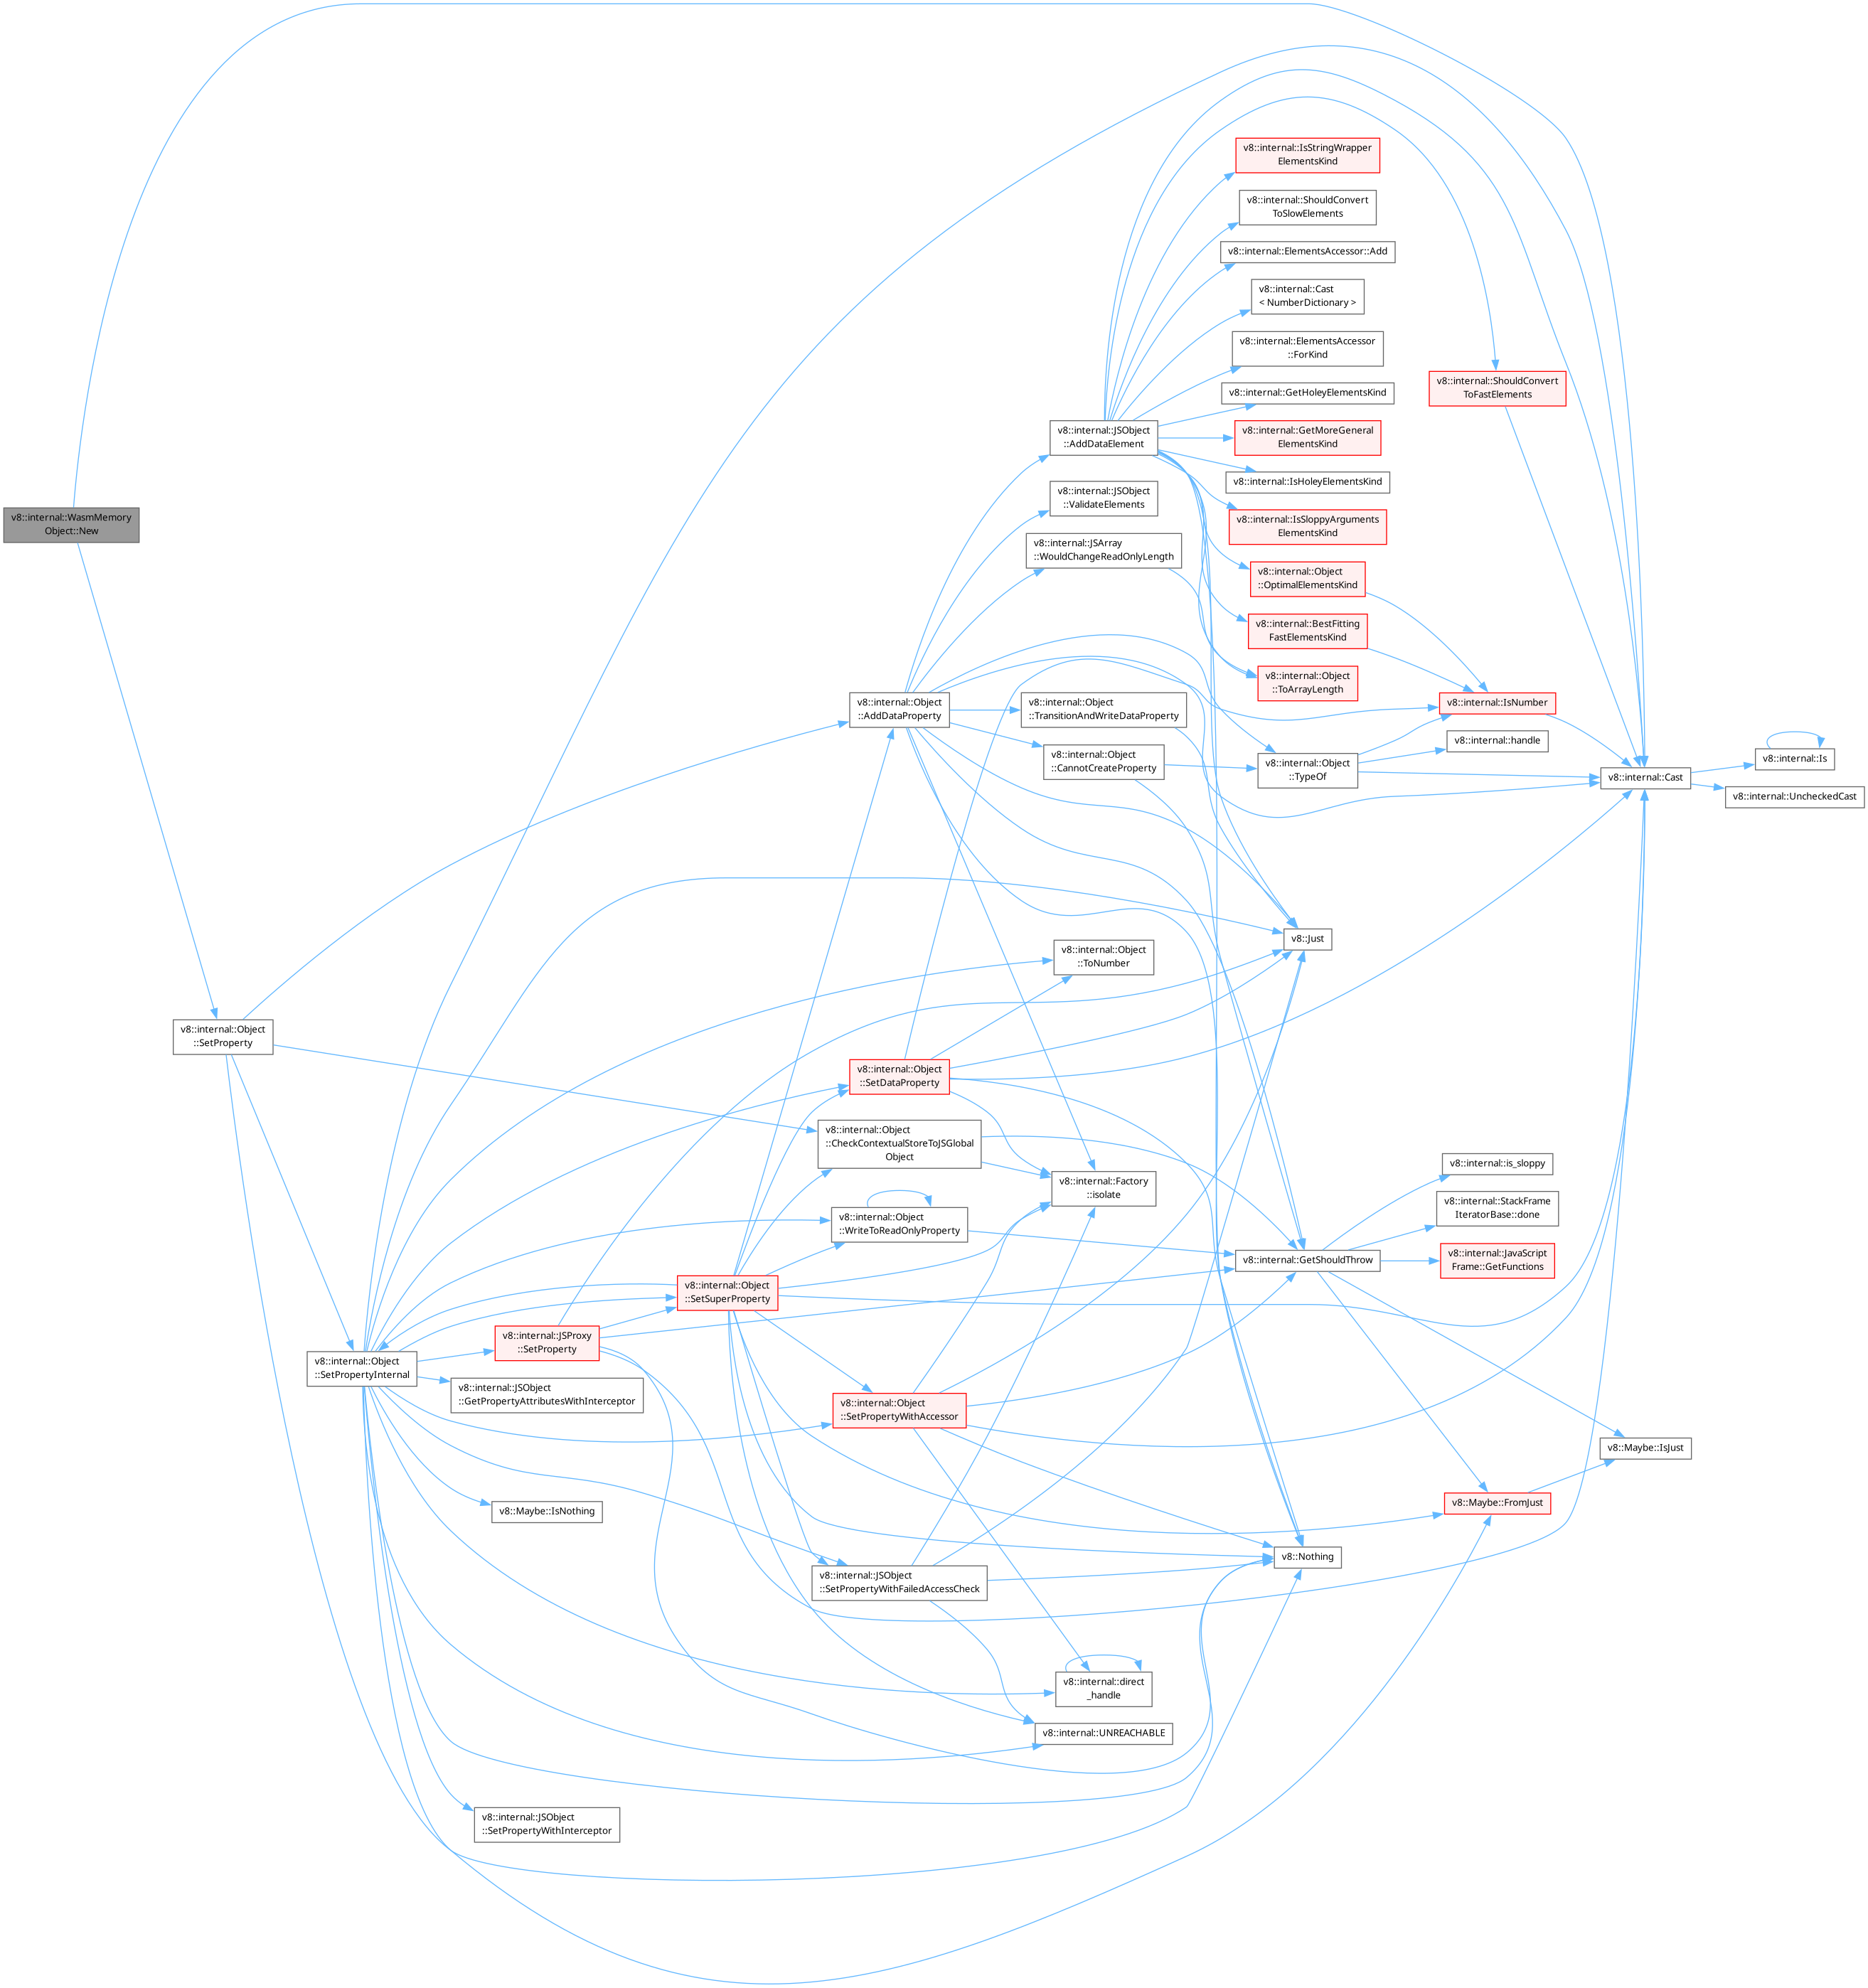 v8::internal::WasmMemory
Object::New
v8::internal::Object
::SetProperty
v8::internal::Object
::SetPropertyInternal
v8::internal::JSProxy
::SetProperty
v8::internal::JSObject
::GetPropertyAttributesWithInterceptor
v8::Maybe::IsNothing
v8::internal::JSObject
::SetPropertyWithInterceptor
v8::internal::Object
::SetSuperProperty
v8::internal::Object
::AddDataProperty
v8::internal::Object
::SetDataProperty
v8::internal::Object
::CheckContextualStoreToJSGlobal
Object
v8::internal::Object
::WriteToReadOnlyProperty
v8::internal::Object
::SetPropertyWithAccessor
v8::internal::JSObject
::SetPropertyWithFailedAccessCheck
v8::internal::JSObject
::AddDataElement
v8::internal::JSObject
::ValidateElements
v8::internal::JSArray
::WouldChangeReadOnlyLength
v8::internal::Object
::TransitionAndWriteDataProperty
v8::internal::Object
::CannotCreateProperty
v8::internal::Object
::ToNumber
v8::internal::Factory
::isolate
v8::internal::direct
_handle
v8::internal::UNREACHABLE
v8::internal::IsStringWrapper
ElementsKind
v8::internal::ShouldConvert
ToSlowElements
v8::internal::ElementsAccessor::Add
v8::internal::Cast
< NumberDictionary >
v8::internal::ElementsAccessor
::ForKind
v8::internal::GetHoleyElementsKind
v8::internal::GetMoreGeneral
ElementsKind
v8::internal::IsHoleyElementsKind
v8::internal::IsSloppyArguments
ElementsKind
v8::internal::Object
::OptimalElementsKind
v8::internal::BestFitting
FastElementsKind
v8::internal::Object
::ToArrayLength
v8::internal::Object
::TypeOf
v8::Just
v8::internal::GetShouldThrow
v8::Nothing
v8::internal::ShouldConvert
ToFastElements
v8::internal::IsNumber
v8::internal::handle
v8::internal::is_sloppy
v8::internal::StackFrame
IteratorBase::done
v8::internal::JavaScript
Frame::GetFunctions
v8::Maybe::FromJust
v8::internal::Cast
v8::Maybe::IsJust
v8::internal::Is
v8::internal::UncheckedCast